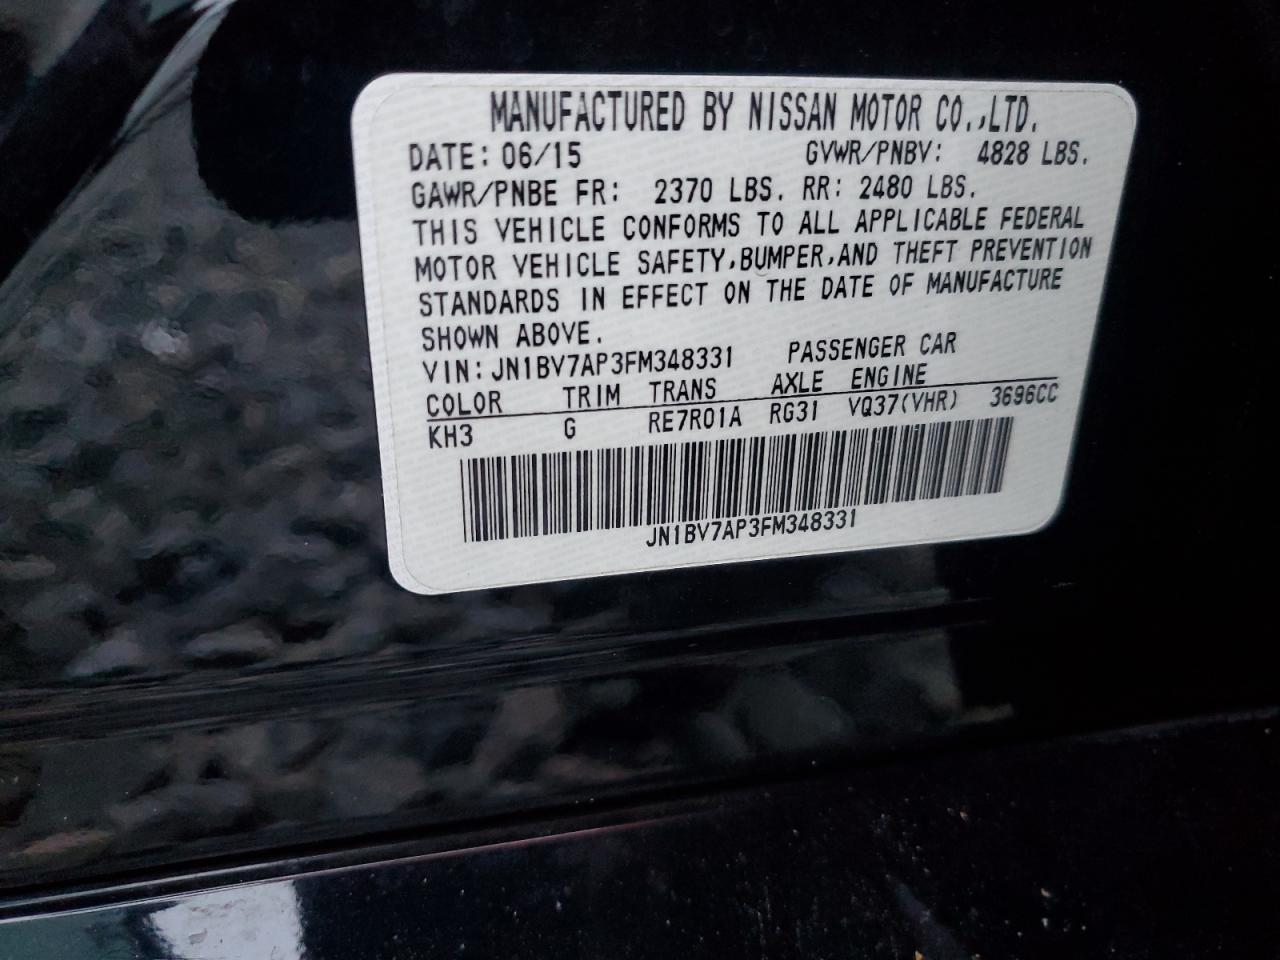 MANUFACTURED BY NISSAN MOTOR CO.,LTD.
DATE: 06/15 GVWR/PNBV: 4828 LBS.
GAWR/PNBE FR: 2370 LBS. RR: 2480 LBS.
THIS VEHICLE CONFORMS TO ALL APPLICABLE FEDERAL
MOTOR VEHICLE SAFETY,BUMPER,AND THEFT PREVENTION
STANDARDS IN EFFECT ON THE DATE OF MANUFACTURE
SHOWN ABOVE.
VIN:JN1BV7AP3FM348331 PASSENGER CAR
COLOR TRIM TRANS AXLE ENGINE
KH3 G RE7R01A RG31 VQ37(VHR) 3696CC
JN1BV7AP3FM348331